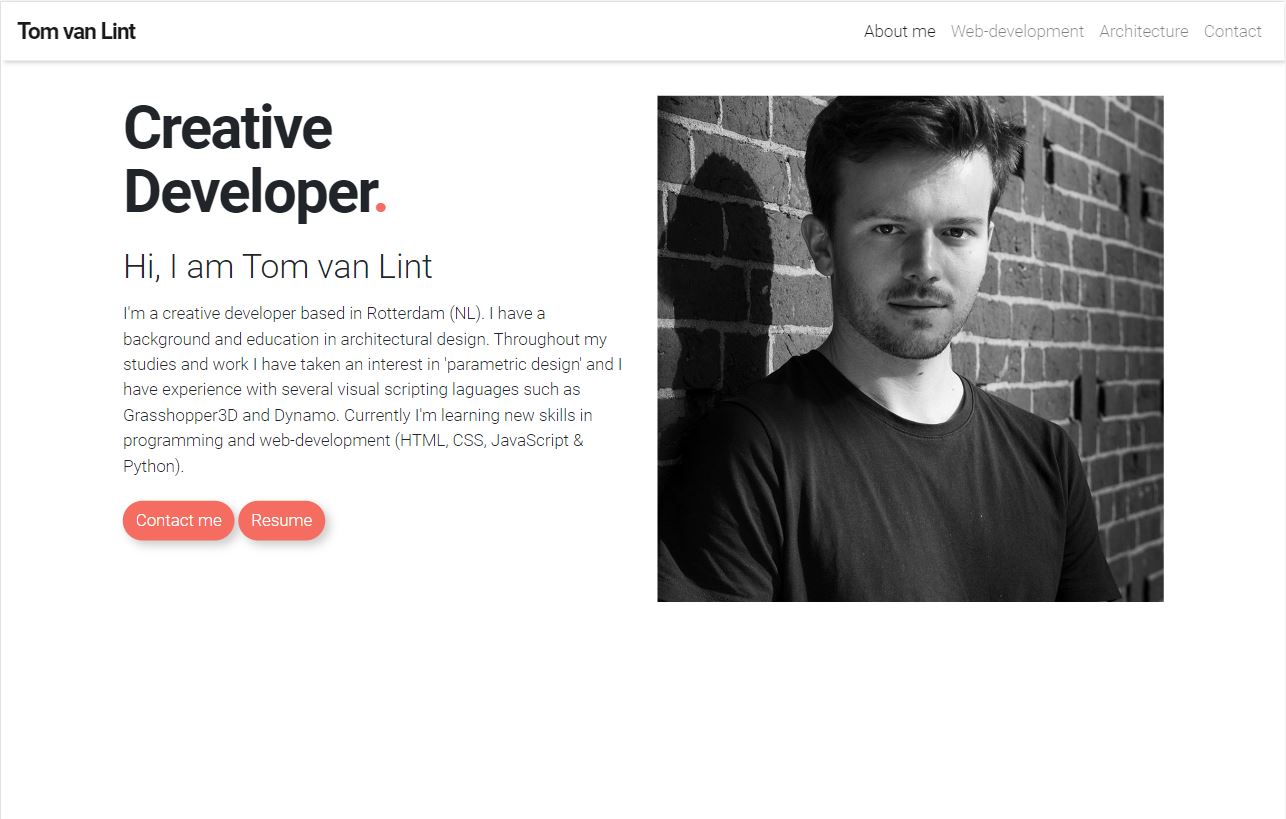 Tom van Lint
About me Web-development Architecture Contact
Creative
Developer.
Hi, I am Tom van Lint
I'm a creative developer based in Rotterdam (NL). I have a
background and education in architectural design. Throughout my
studies and work I have taken an interest in 'parametric design' and I
have experience with several visual scripting laguages such as
Grasshopper3D and Dynamo. Currently I'm learning new skills in
programming and web-development (HTML, CSS, JavaScript &
Python).
Contact me Resume